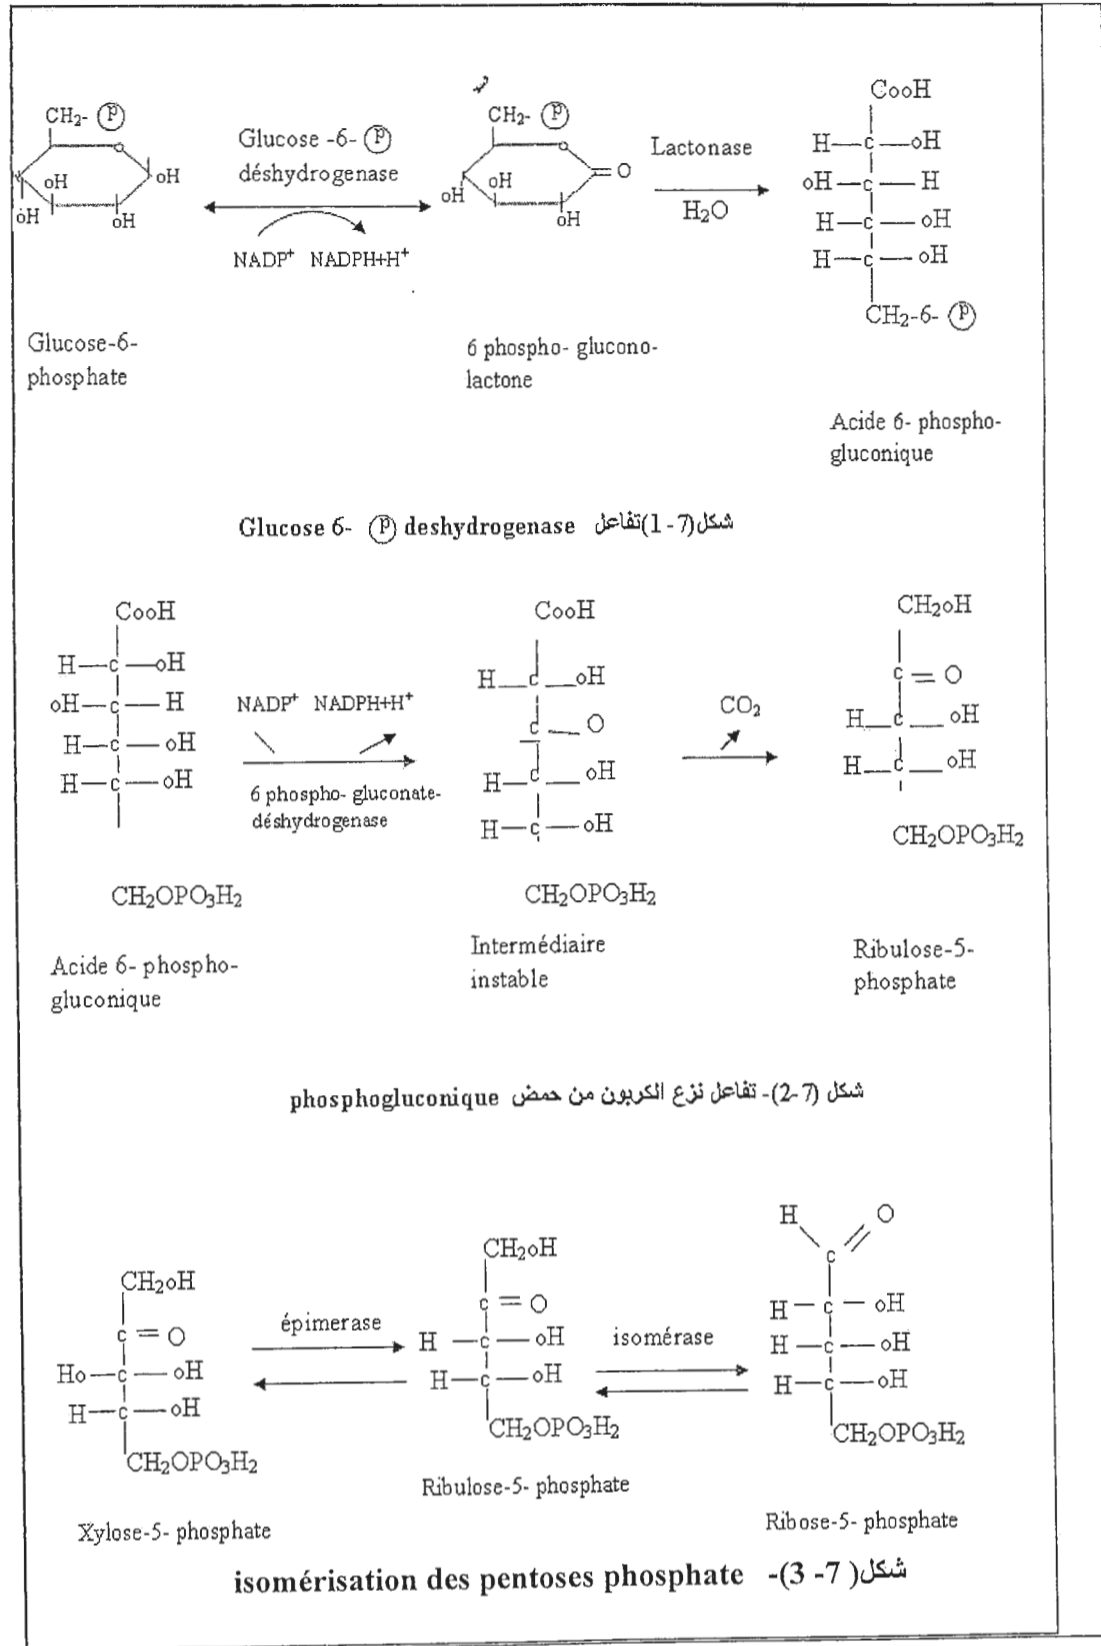 CH2- P
oH
oH
oH
oH
Glucose -6- P
déshydrogenase
NADP+ NADPH+H+
Glucose-6-
phosphate
CH2- P
O
oH
oH
oH
6 phospho- glucono-
lactone
Lactonase
H2O
CooH
H—c—oH
oH—c—H
H—c—oH
H—c—oH
CH2-6- P
Acide 6- phospho-
gluconique
Glucose 6- P deshydrogenase شكل(7-1)تفاعل
CooH
H—c—oH
oH—c—H
H—c—oH
H—c—oH
CH2OPO3H2
Acide 6- phospho-
gluconique
NADP+ NADPH+H+
6 phospho- gluconate-
déshydrogenase
CooH
H—c—oH
c—O
H—c—oH
H—c—oH
CH2OPO3H2
Intermédiaire
instable
CO2
CH2oH
c=O
H—c—oH
H—c—oH
CH2OPO3H2
Ribulose-5-
phosphate
شكل (7-2)- تفاعل نزع الكربون من حمض phosphogluconique
CH2oH
c=O
Ho—c—oH
H—c—oH
CH2OPO3H2
Xylose-5- phosphate
épimerase
CH2oH
c=O
H—c—oH
H—c—oH
CH2OPO3H2
Ribulose-5- phosphate
isomérase
H O
c
H—c—oH
H—c—oH
H—c—oH
CH2OPO3H2
Ribose-5- phosphate
isomérisation des pentoses phosphate -(3 -7 )شكل